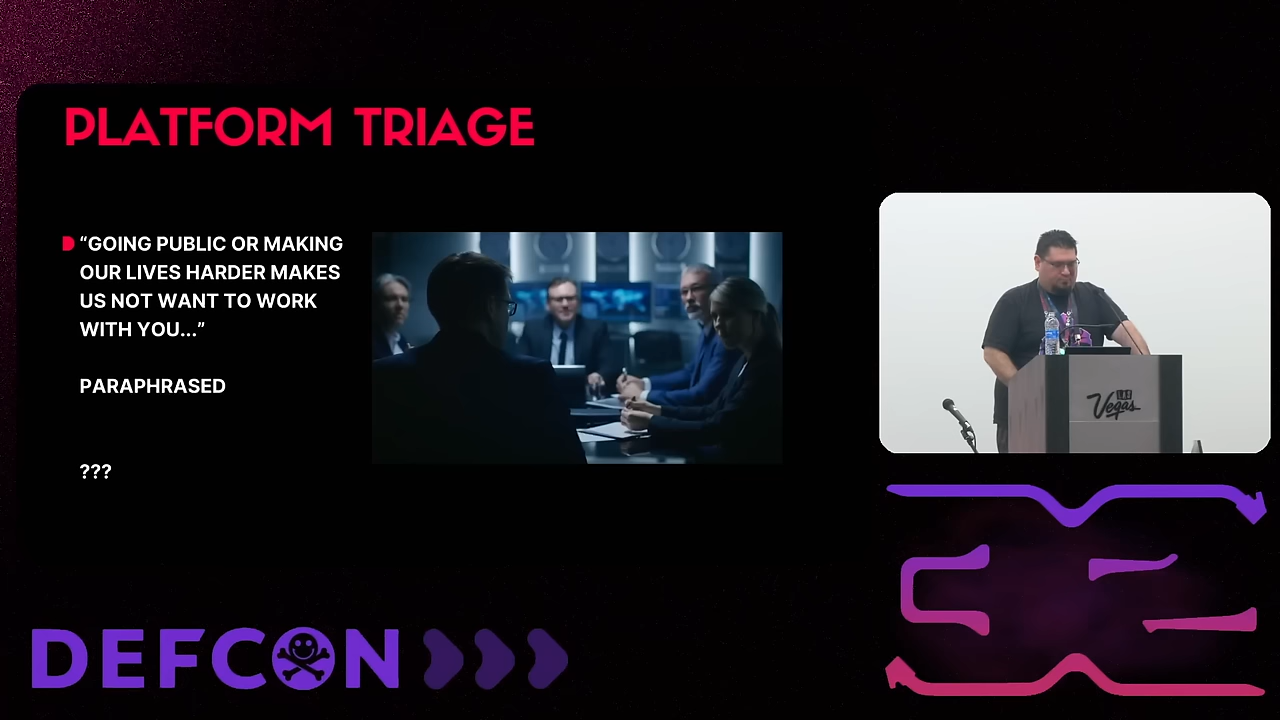 PLATFORM TRIAGE
“GOING PUBLIC OR MAKING
OUR LIVES HARDER MAKES
US NOT WANT TO WORK
WITH YOU...”
PARAPHRASED
???
LAS
Vegas
DEFCON